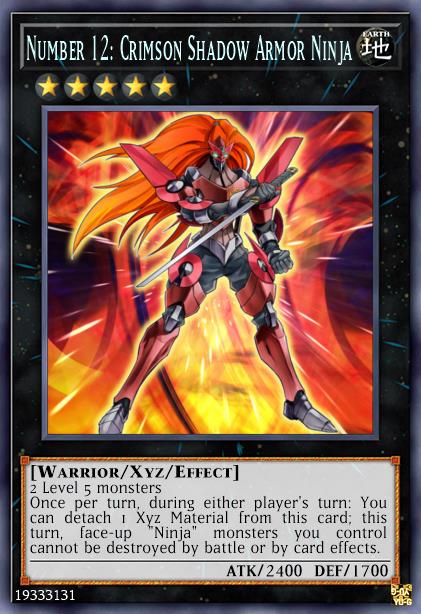 Number 12: Crimson Shadow Armor Ninja
EARTH
地
[Warrior/Xyz/Effect]
2 Level 5 monsters
Once per turn, during either player's turn: You
can detach 1 Xyz Material from this card; this
turn, face-up "Ninja" monsters you control
cannot be destroyed by battle or by card effects.
ATK/2400 DEF/1700
19333131